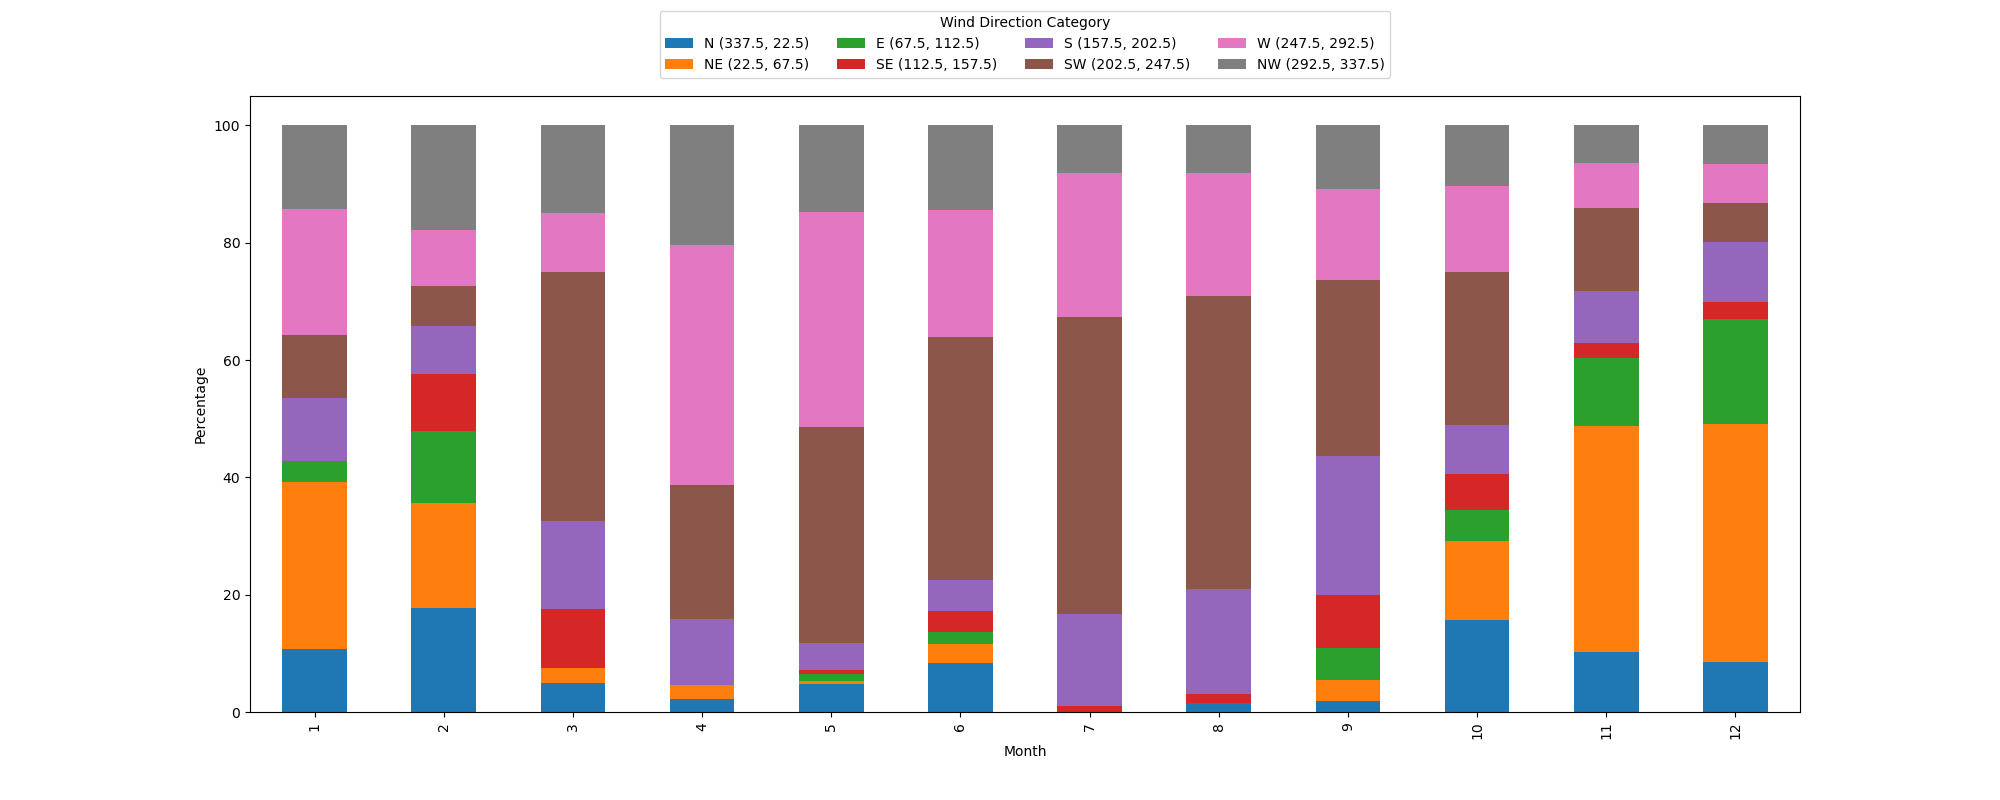 Wind Direction Category
N (337.5, 22.5) E (67.5, 112.5) S (157.5, 202.5) W (247.5, 292.5)
NE (22.5, 67.5) SE (112.5, 157.5) SW (202.5, 247.5) NW (292.5, 337.5)
100
80
60
40
20
0
Percentage
1 2 3 4 5 6 7 8 9 10 11 12
Month